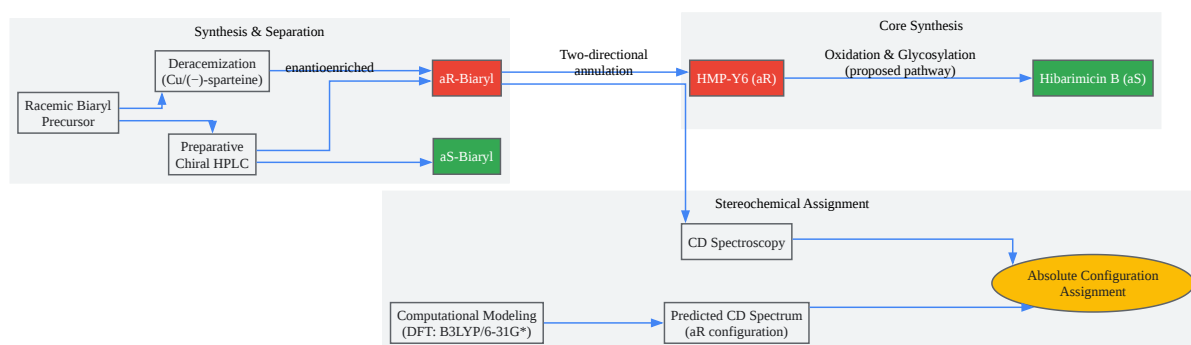 Synthesis & Separation
Core Synthesis
Deracemization
(Cu/(−)-sparteine)
enantioenriched
aR-Biaryl
Two-directional
annulation
HMP-Y6 (aR)
Oxidation & Glycosylation
(proposed pathway)
Hibarimicin B (aS)
Racemic Biaryl
Precursor
Preparative
Chiral HPLC
aS-Biaryl
Stereochemical Assignment
CD Spectroscopy
Absolute Configuration
Assignment
Computational Modeling
(DFT: B3LYP/6-31G*)
Predicted CD Spectrum
(aR configuration)